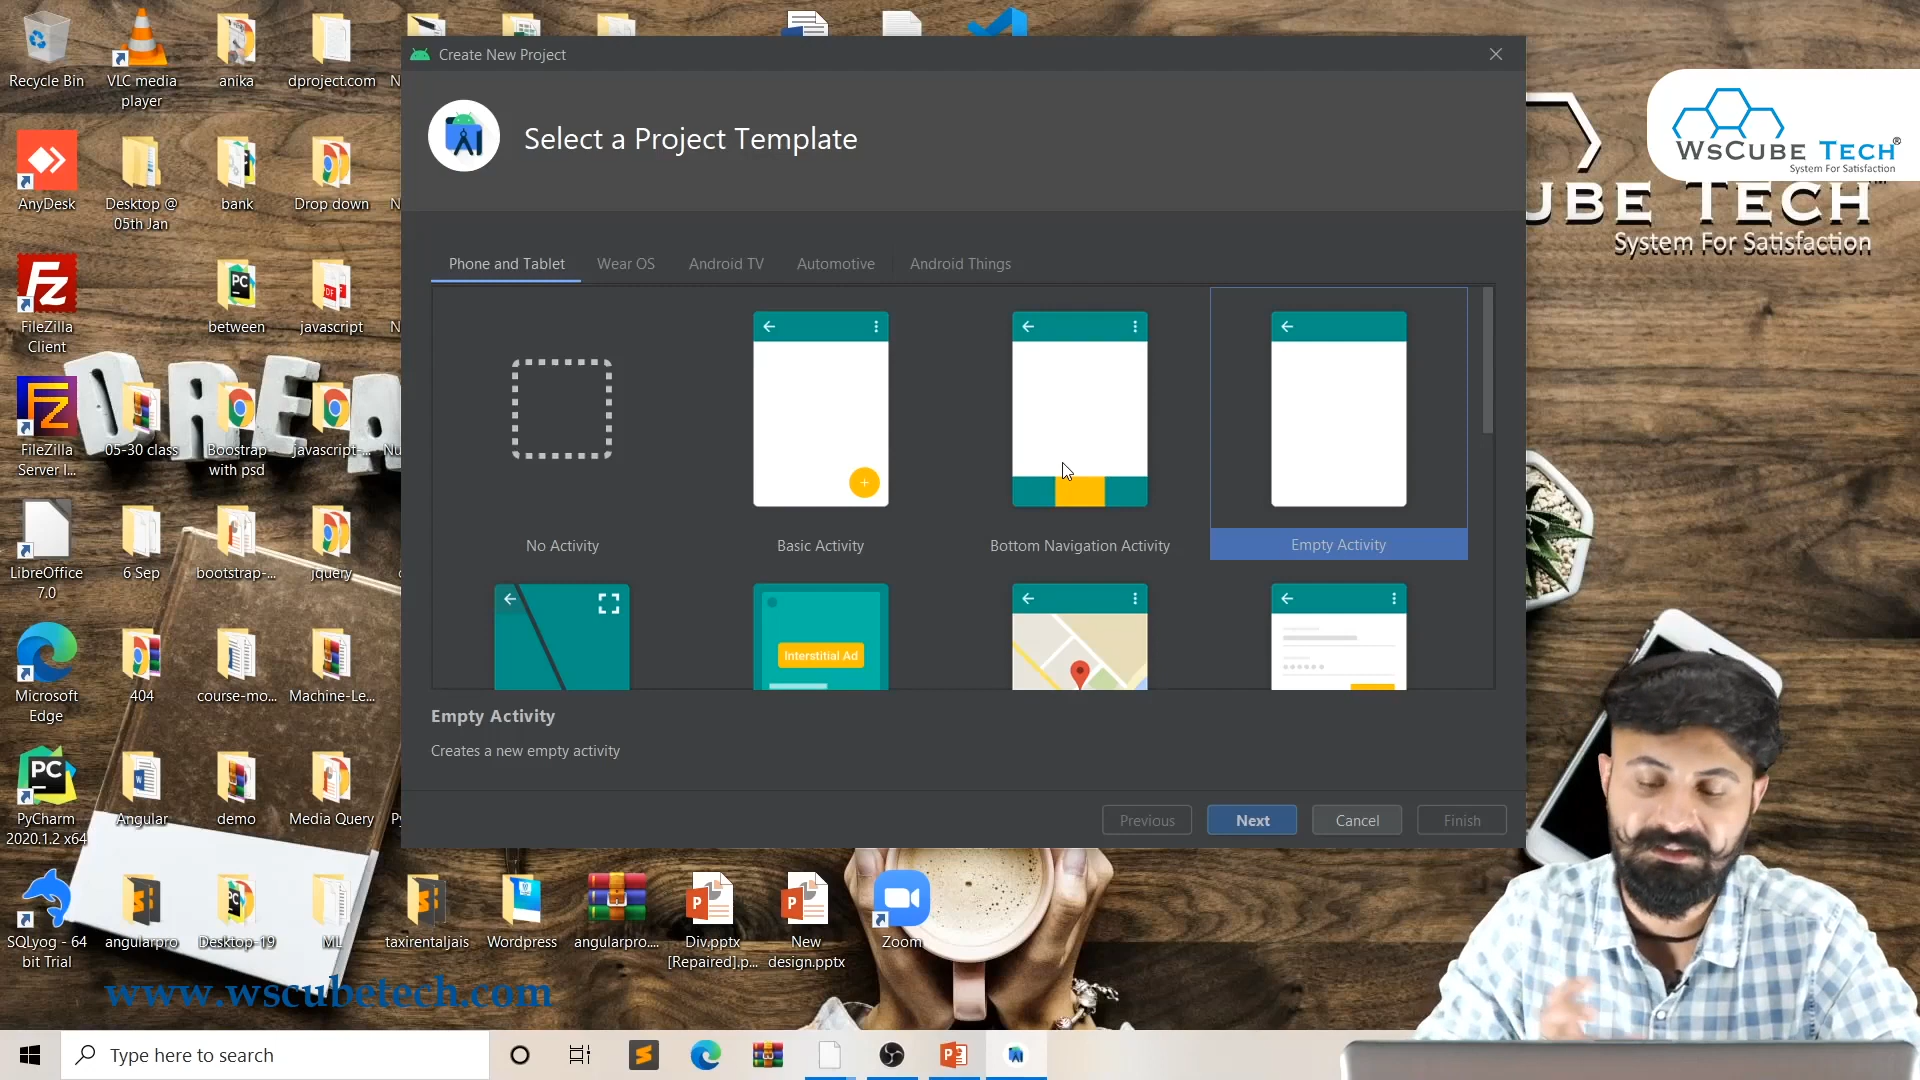 Recycle Bin
VLC media
player
anika
dproject.com
AnyDesk
Desktop @
05th Jan
bank
Drop down
FileZilla
Client
between
javascript
FileZilla
Server I...
05-30 class
Boostrap
with psd
javascript-...
LibreOffice
7.0
6 Sep
bootstrap-...
jquery
Microsoft
Edge
404
course-mo...
Machine-Le...
PyCharm
2020.1.2 x64
Angular
demo
Media Query
SQLyog - 64
bit Trial
angularpro
Desktop-19
ML
taxirentaljais
Wordpress
angularpro....
Div.pptx
[Repaired].p...
New
design.pptx
Zoom
Create New Project
Select a Project Template
Phone and Tablet
Wear OS
Android TV
Automotive
Android Things
No Activity
Basic Activity
Bottom Navigation Activity
Empty Activity
Interstitial Ad
Empty Activity
Creates a new empty activity
Previous
Next
Cancel
Finish
WsCube Tech®
System For Satisfaction
UBE TECH
System For Satisfaction
www.wscubetech.com
Type here to search